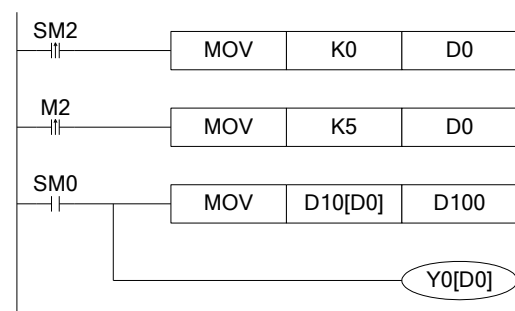 SM2
MOV K0 D0
M2
MOV K5 D0
SM0
MOV D10[D0] D100
Y0[D0]